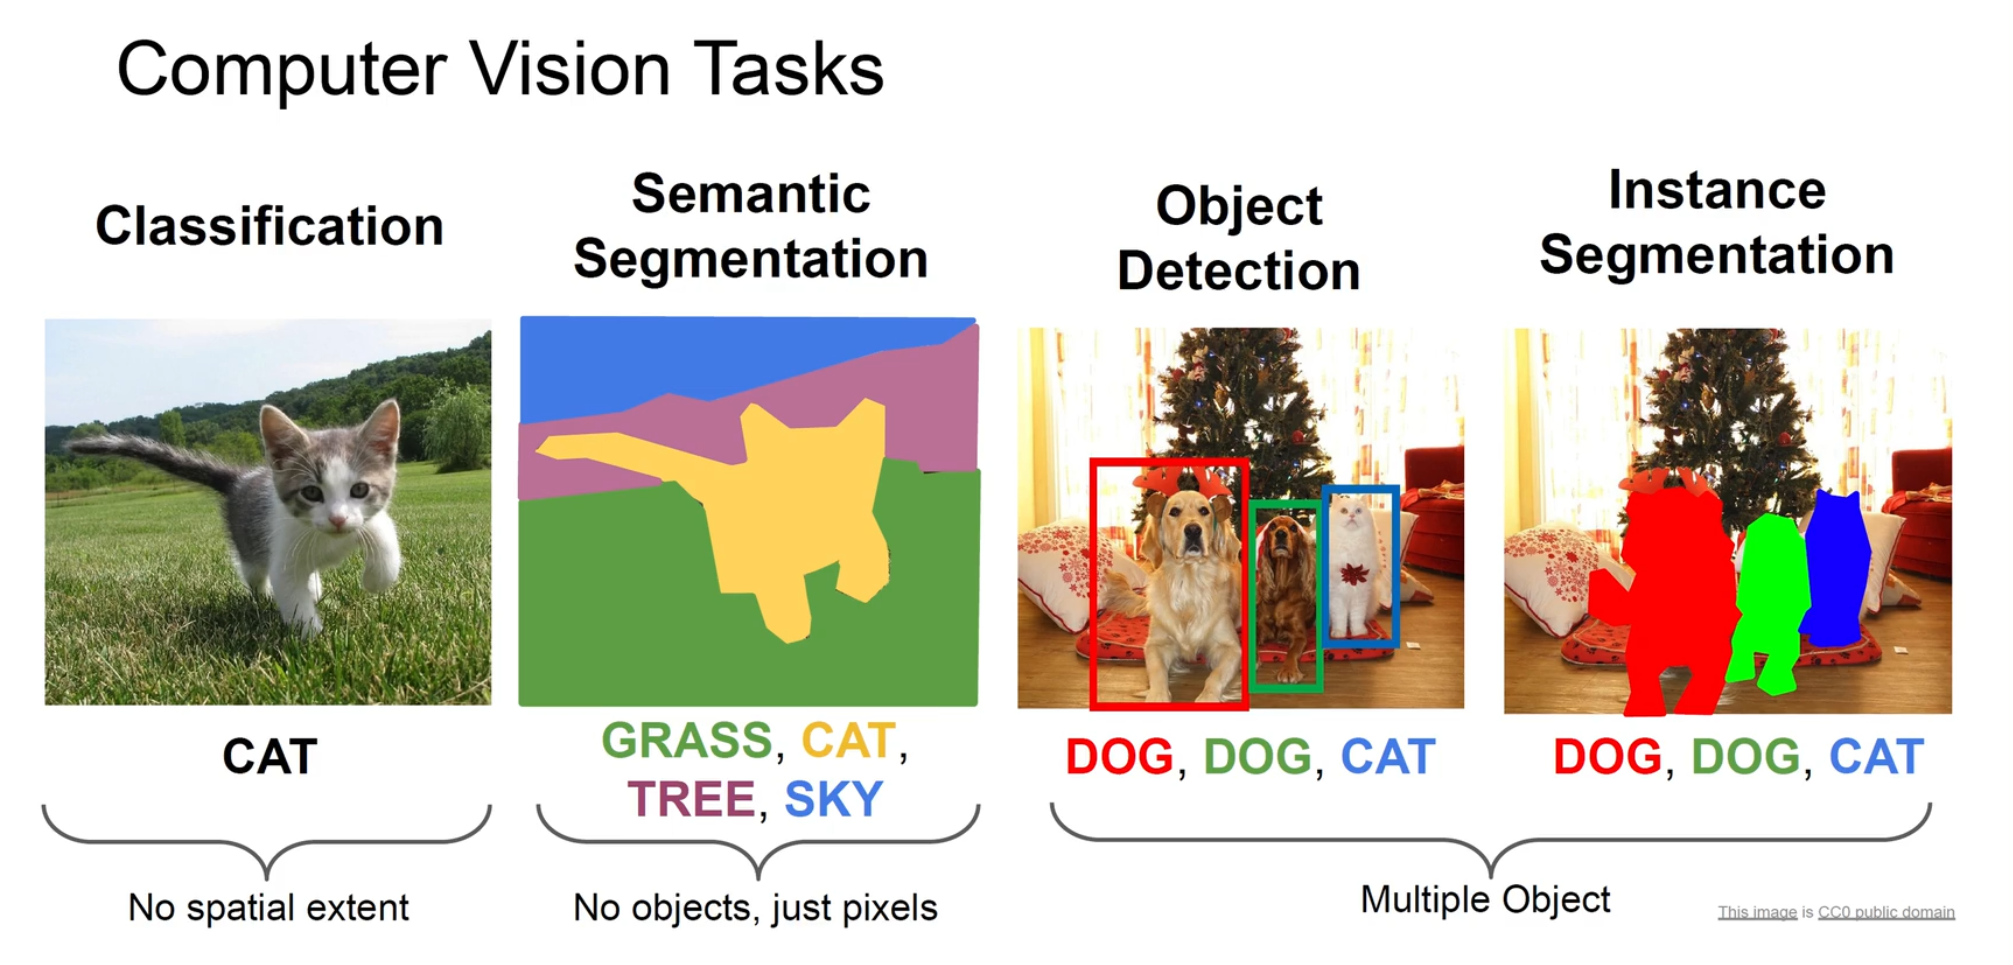 Computer Vision Tasks
Classification
Semantic
Segmentation
Object
Detection
Instance
Segmentation
CAT
GRASS, CAT,
TREE, SKY
DOG, DOG, CAT
DOG, DOG, CAT
No spatial extent
No objects, just pixels
Multiple Object
This image is CC0 public domain